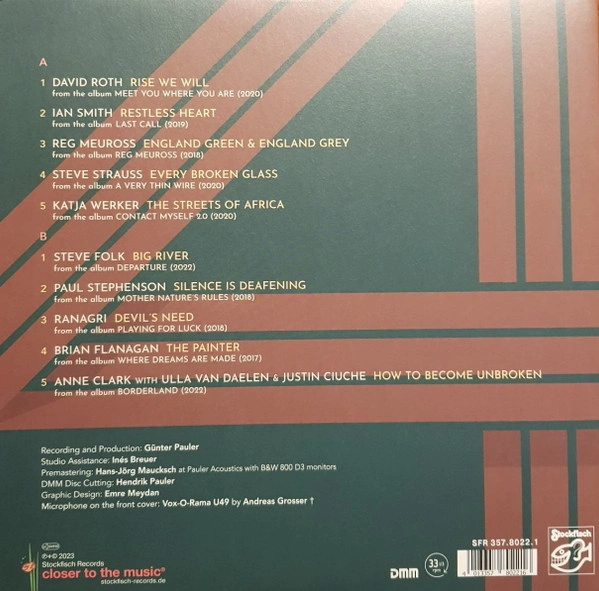 A
1 DAVID ROTH RISE WE WILL
from the album MEET YOU WHERE YOU ARE (2020)
2 IAN SMITH RESTLESS HEART
from the album LAST CALL (2019)
3 REG MEUROSS ENGLAND GREEN & ENGLAND GREY
from the album REG MEUROSS (2018)
4 STEVE STRAUSS EVERY BROKEN GLASS
from the album A VERY THIN WIRE (2020)
5 KATJA WERKER THE STREETS OF AFRICA
from the album CONTACT MYSELF 2.0 (2020)
B
1 STEVE FOLK BIG RIVER
from the album DEPARTURE (2022)
2 PAUL STEPHENSON SILENCE IS DEAFENING
from the album MOTHER NATURE'S RULES (2018)
3 RANAGRI DEVIL'S NEED
from the album PLAYING FOR LUCK (2018)
4 BRIAN FLANAGAN THE PAINTER
from the album WHERE DREAMS ARE MADE (2017)
5 ANNE CLARK WITH ULLA VAN DAELEN & JUSTIN CIUCHE HOW TO BECOME UNBROKEN
from the album BORDERLAND (2022)
Recording and Production: Günter Pauler
Studio Assistance: Inés Breuer
Premastering: Hans-Jörg Maucksch at Pauler Acoustics with B&W 800 D3 monitors
DMM Disc Cutting: Hendrik Pauler
Graphic Design: Emre Meydan
Microphone on the front cover: Vox-O-Rama U49 by Andreas Grosser †
℗+© 2023
Stockfisch Records
closer to the music®
stockfisch-records.de
DMM
33 1/3
rpm
SFR 357.8022.1
Stockfisch